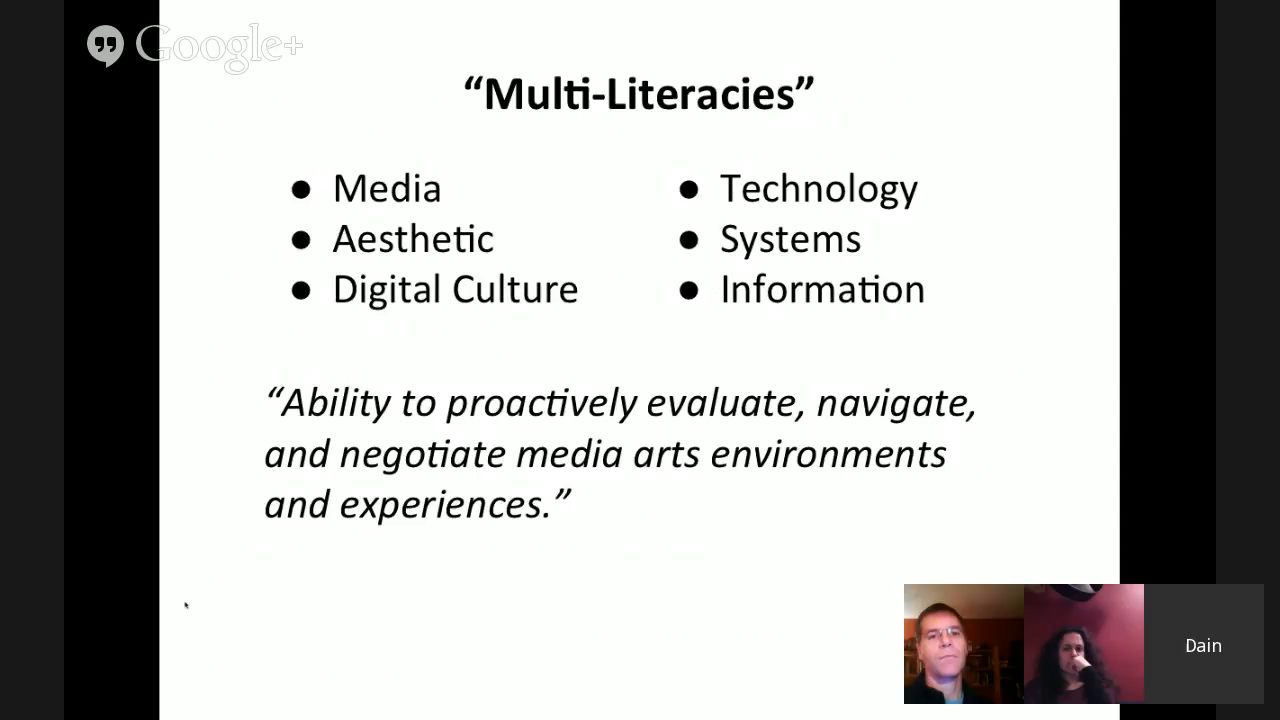 Google+
“Multi-Literacies”
● Media
● Aesthetic
● Digital Culture
● Technology
● Systems
● Information
“Ability to proactively evaluate, navigate,
and negotiate media arts environments
and experiences.”
Dain